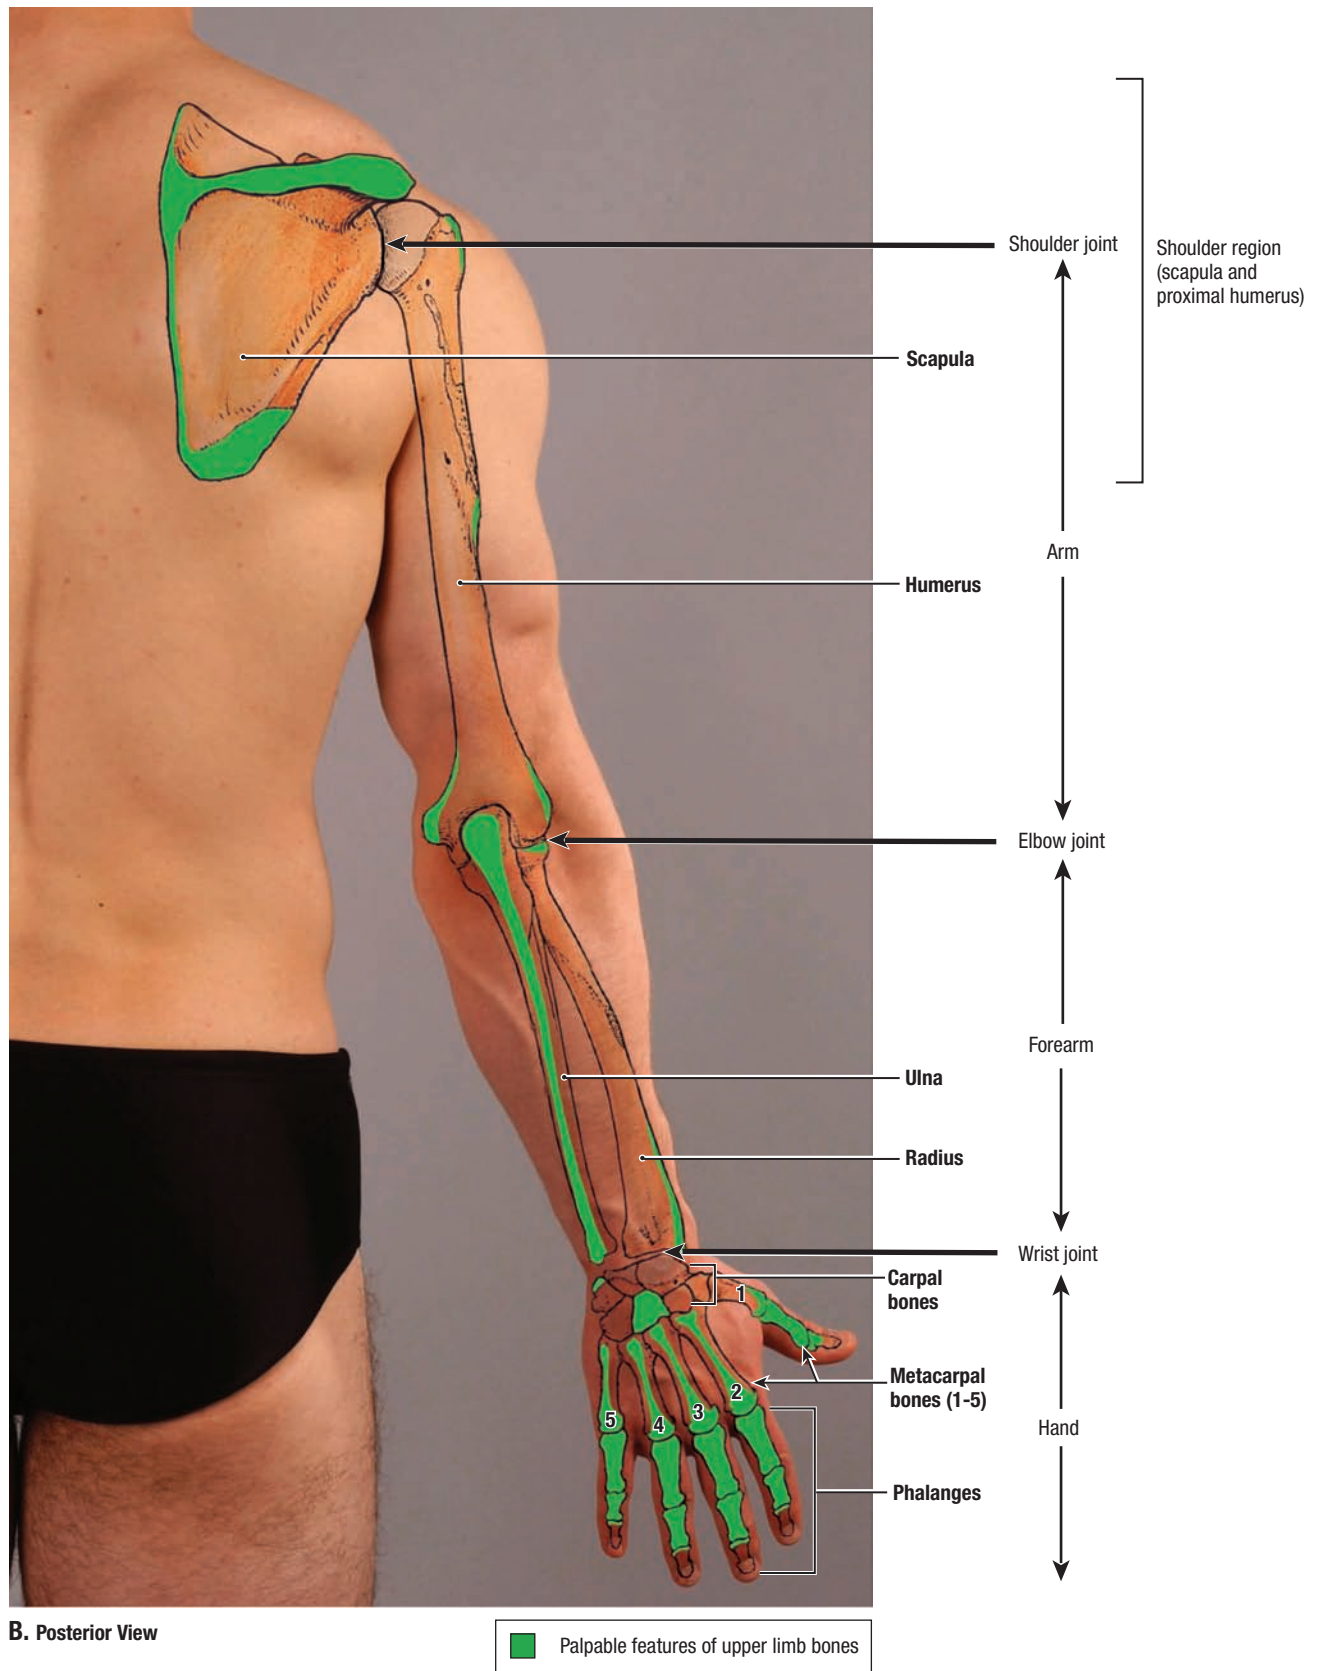 Shoulder joint
Shoulder region
(scapula and
proximal humerus)
Scapula
Arm
Humerus
Elbow joint
Forearm
Ulna
Radius
Wrist joint
Carpal
bones
1
Metacarpal
bones (1-5)
2
3
4
5
Hand
Phalanges
B. Posterior View
Palpable features of upper limb bones